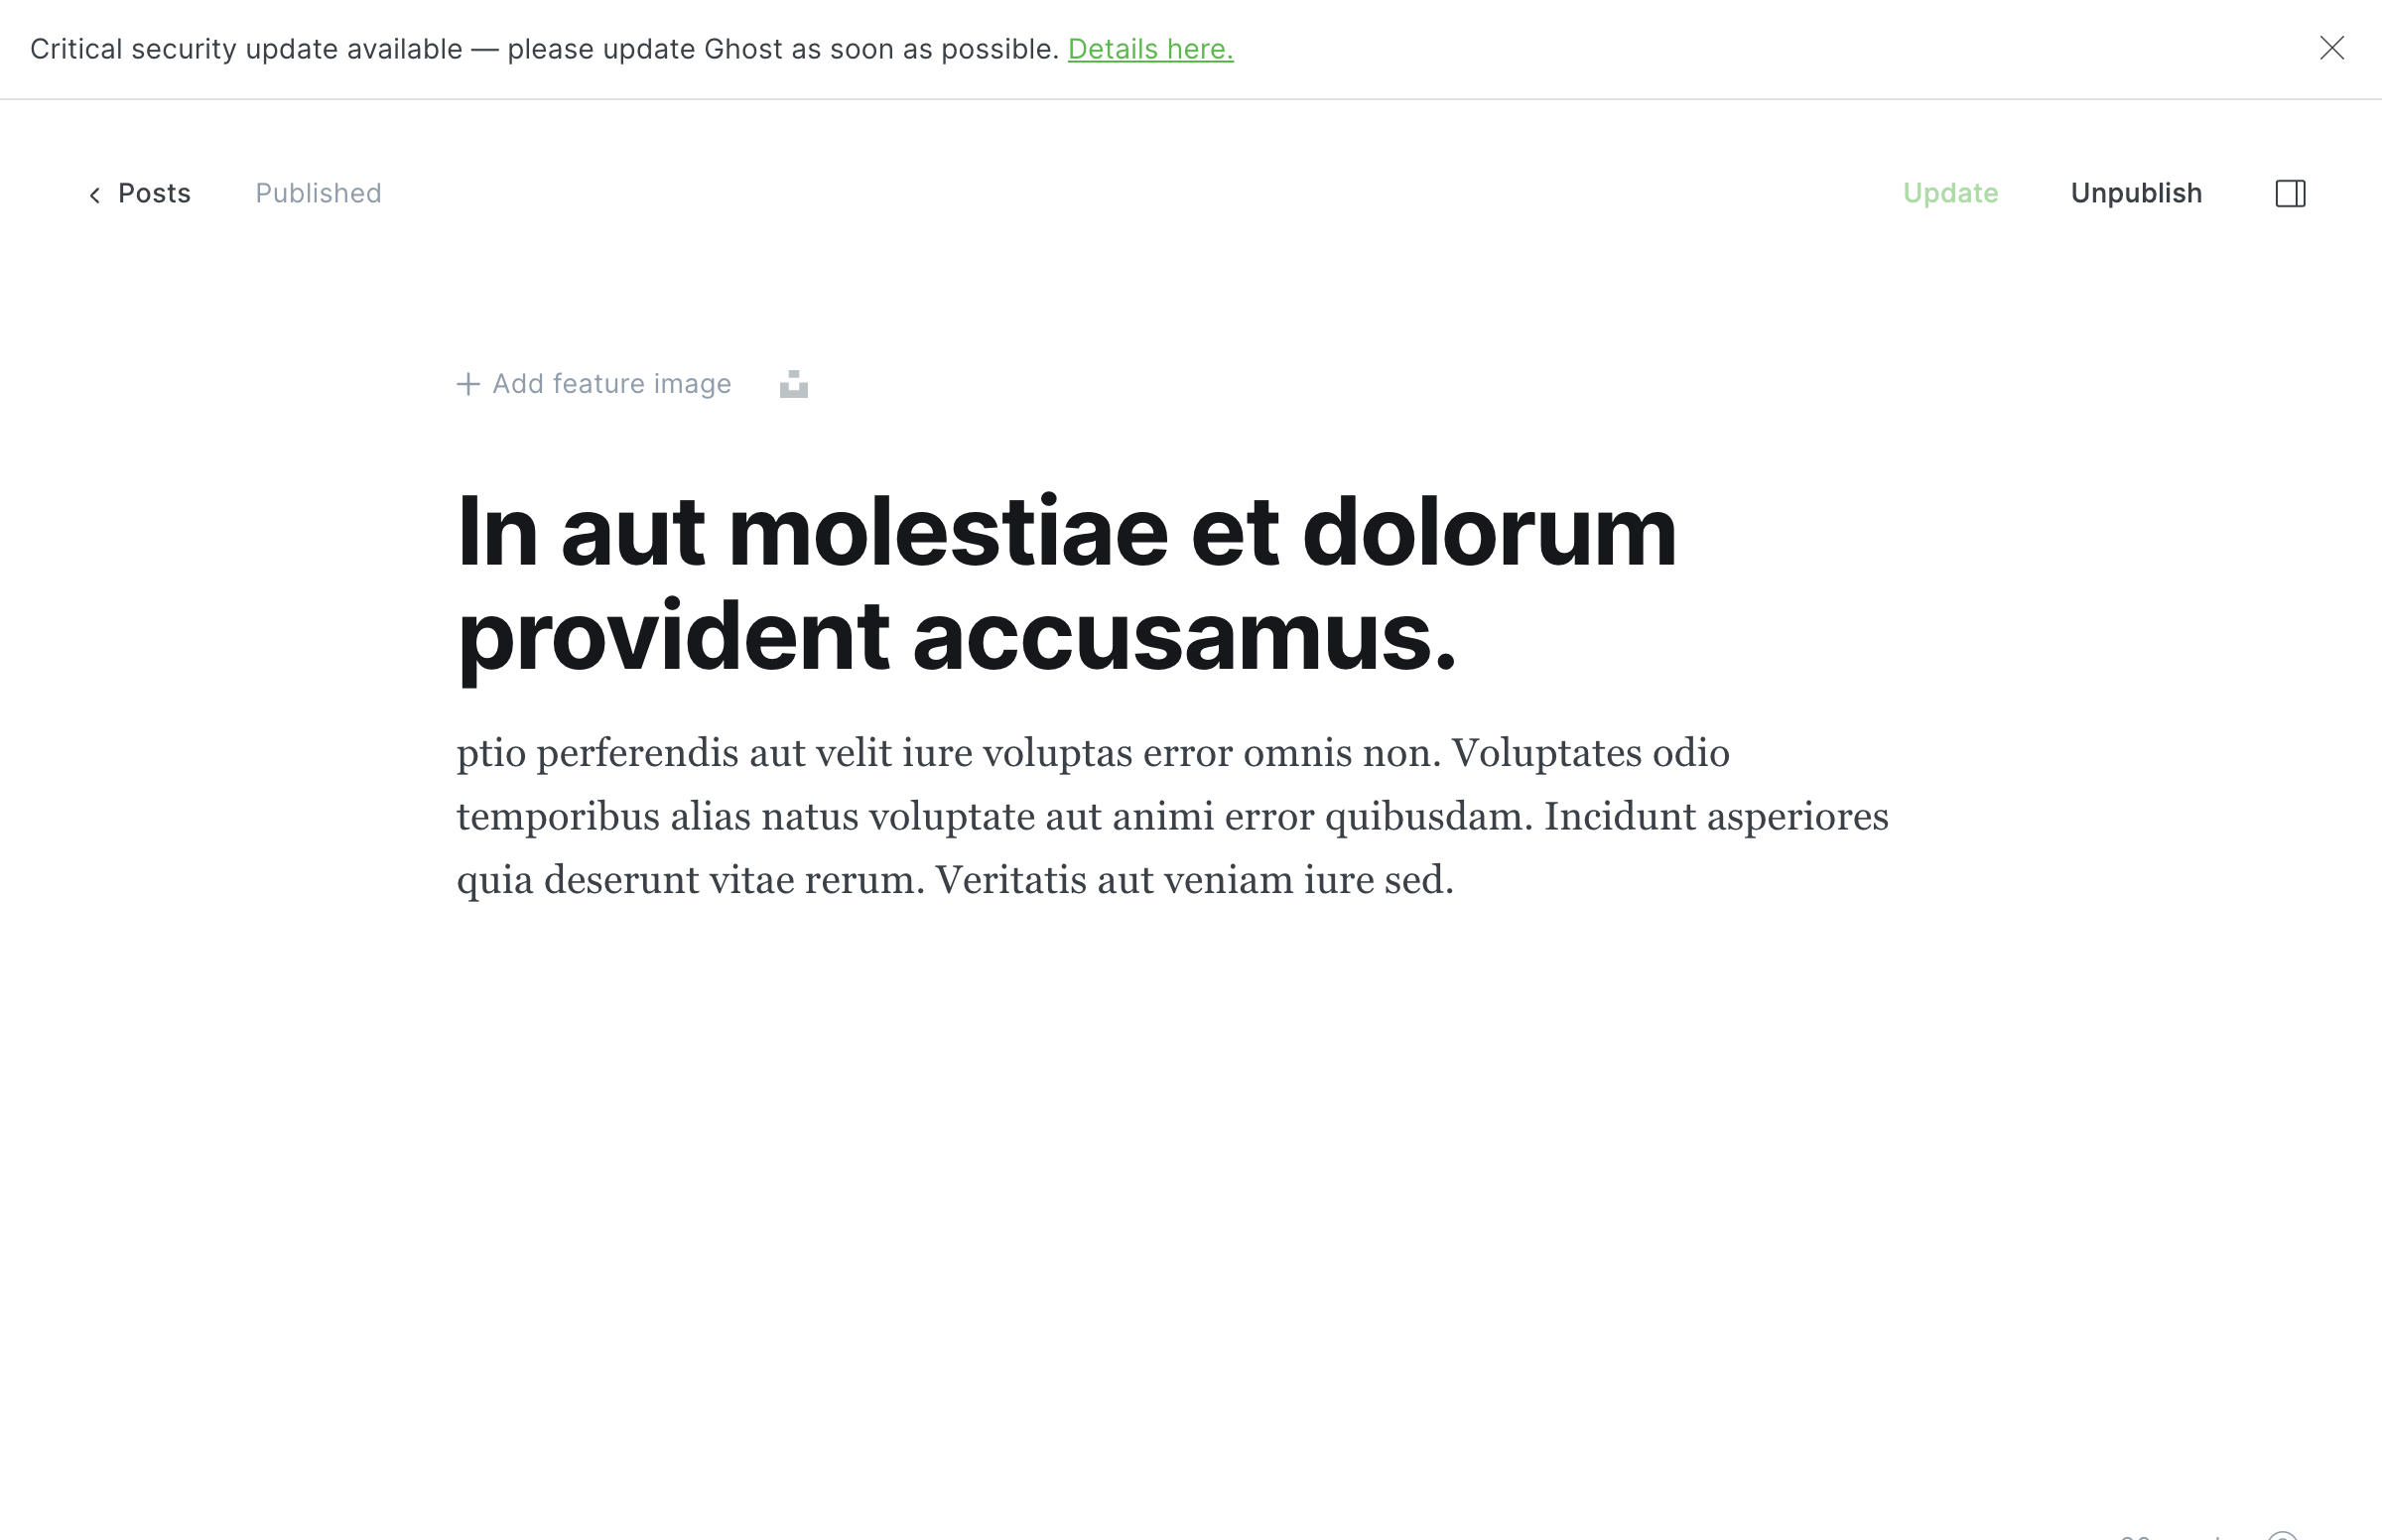 Critical security update available — please update Ghost as soon as possible. Details here.
Posts
Published
Update
Unpublish
Add feature image
In aut molestiae et dolorum
provident accusamus.
ptio perferendis aut velit iure voluptas error omnis non. Voluptates odio
temporibus alias natus voluptate aut animi error quibusdam. Incidunt asperiores
quia deserunt vitae rerum. Veritatis aut veniam iure sed.